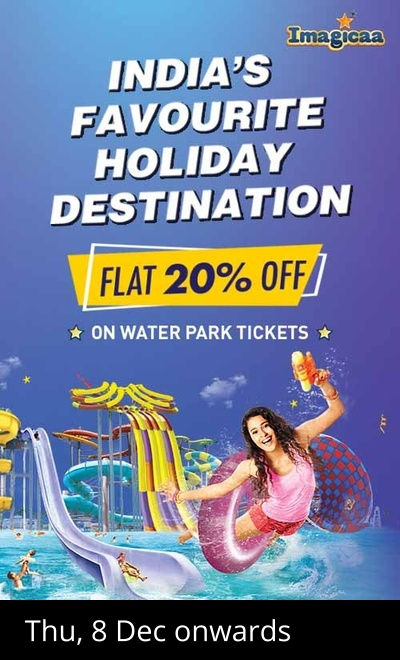 Imagicaa
INDIA'S
FAVOURITE
HOLIDAY
DESTINATION
FLAT 20% OFF
ON WATER PARK TICKETS
Thu, 8 Dec onwards